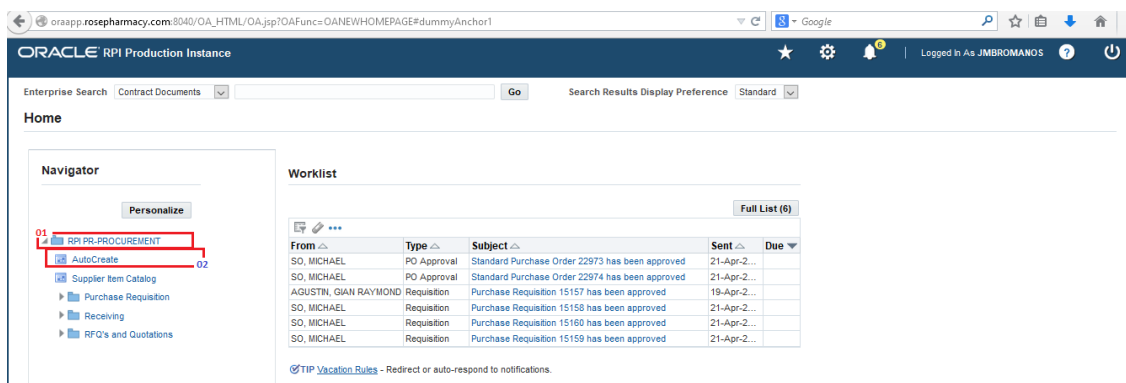 oraapp.rosepharmacy.com:8040/OA_HTML/OA.jsp?OAFunc=OANEWHOMEPAGE#dummyAnchor1
8 - Google
ORACLE RPI Production Instance
6
Logged In As JMBROMANOS ?
Enterprise Search Contract Documents Go Search Results Display Preference Standard
Home
Navigator
Personalize
01
RPI PR-PROCUREMENT
AutoCreate
02
Supplier Item Catalog
Purchase Requisition
Receiving
RFQ's and Quotations
Worklist
Full List (6)
From Type Subject Sent Due
SO, MICHAEL PO Approval Standard Purchase Order 22973 has been approved 21-Apr-2...
SO, MICHAEL PO Approval Standard Purchase Order 22974 has been approved 21-Apr-2...
AGUSTIN, GIAN RAYMOND Requisition Purchase Requisition 15157 has been approved 19-Apr-2...
SO, MICHAEL Requisition Purchase Requisition 15158 has been approved 21-Apr-2...
SO, MICHAEL Requisition Purchase Requisition 15160 has been approved 21-Apr-2...
SO, MICHAEL Requisition Purchase Requisition 15159 has been approved 21-Apr-2...
TIP Vacation Rules - Redirect or auto-respond to notifications.